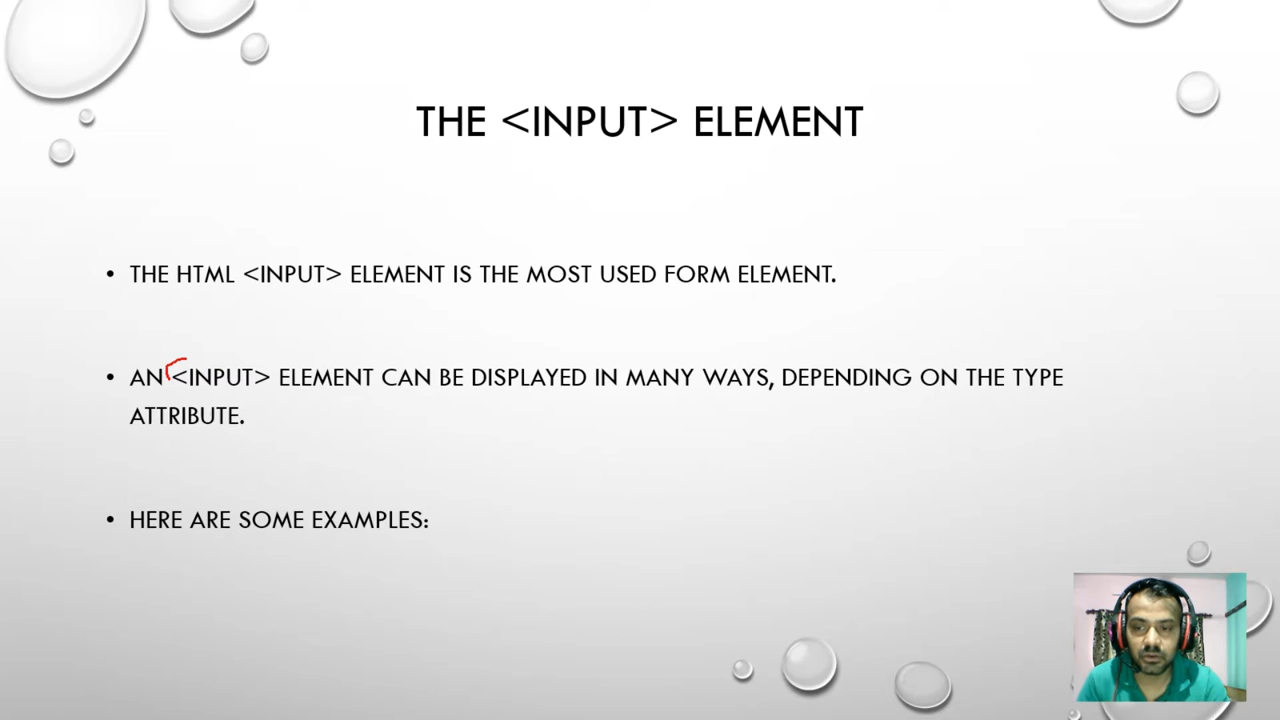 THE <INPUT> ELEMENT
• THE HTML <INPUT> ELEMENT IS THE MOST USED FORM ELEMENT.
• AN <INPUT> ELEMENT CAN BE DISPLAYED IN MANY WAYS, DEPENDING ON THE TYPE
ATTRIBUTE.
• HERE ARE SOME EXAMPLES: